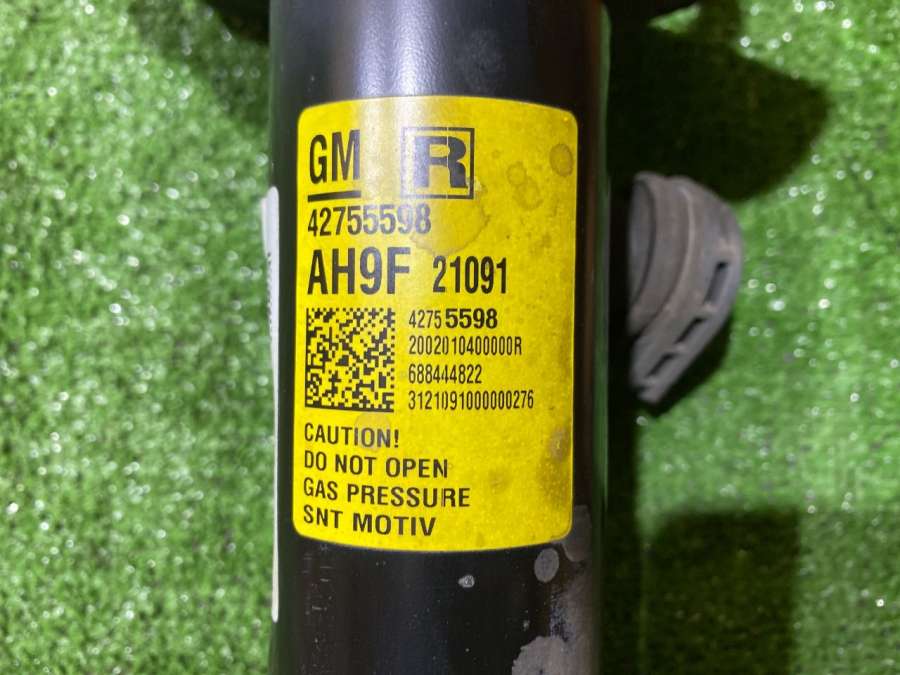 GM R
42755598
AH9F 21091
42755598
2002010400000R
688444822
3121091000000276
CAUTION!
DO NOT OPEN
GAS PRESSURE
SNT MOTIV